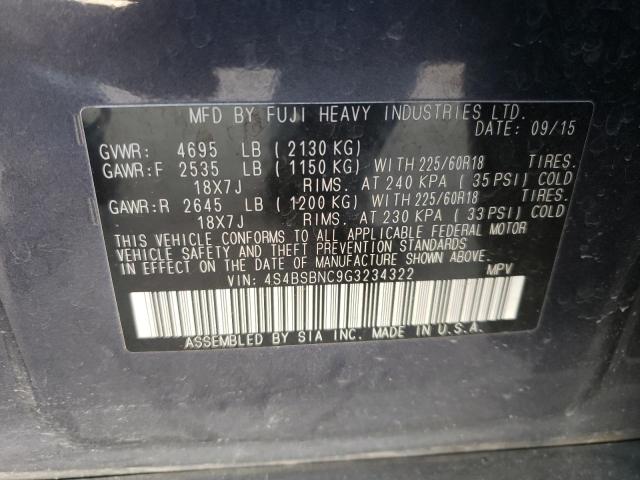 MFD BY FUJI HEAVY INDUSTRIES LTD.
DATE: 09/15
GVWR: 4695 LB (2130 KG)
GAWR:F 2535 LB (1150 KG) WITH 225/60R18 TIRES.
18X7J RIMS. AT 240 KPA (35 PSI) COLD
GAWR:R 2645 LB (1200 KG) WITH 225/60R18 TIRES.
18X7J RIMS. AT 230 KPA (33 PSI) COLD
THIS VEHICLE CONFORMS TO ALL APPLICABLE FEDERAL MOTOR
VEHICLE SAFETY AND THEFT PREVENTION STANDARDS
IN EFFECT ON THE DATE OF MANUFACTURE SHOWN ABOVE.
VIN: 4S4BSBNC9G3234322 MPV
ASSEMBLED BY SIA INC. MADE IN U.S.A.